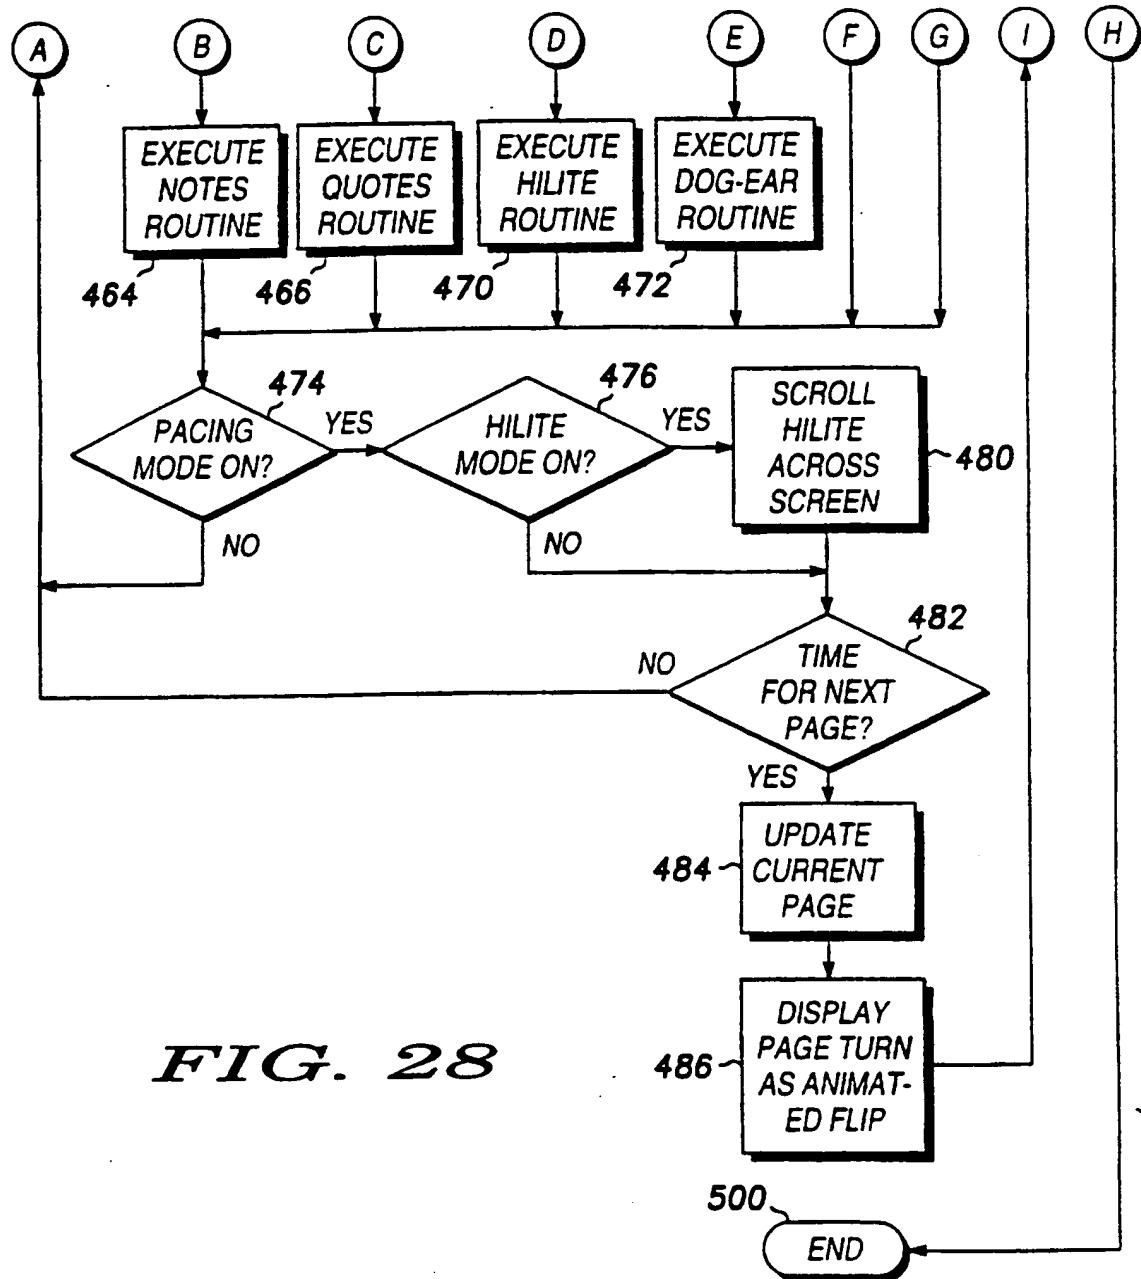 A B C D E F G I H
EXECUTE
NOTES
ROUTINE
464
EXECUTE
QUOTES
ROUTINE
466
EXECUTE
HILITE
ROUTINE
470
EXECUTE
DOG-EAR
ROUTINE
472
PACING
MODE ON?
474
YES
NO
HILITE
MODE ON?
476
YES
NO
SCROLL
HILITE
ACROSS
SCREEN
480
TIME
FOR NEXT
PAGE?
482
NO
YES
UPDATE
CURRENT
PAGE
484
DISPLAY
PAGE TURN
AS ANIMAT-
ED FLIP
486
FIG. 28
500
END